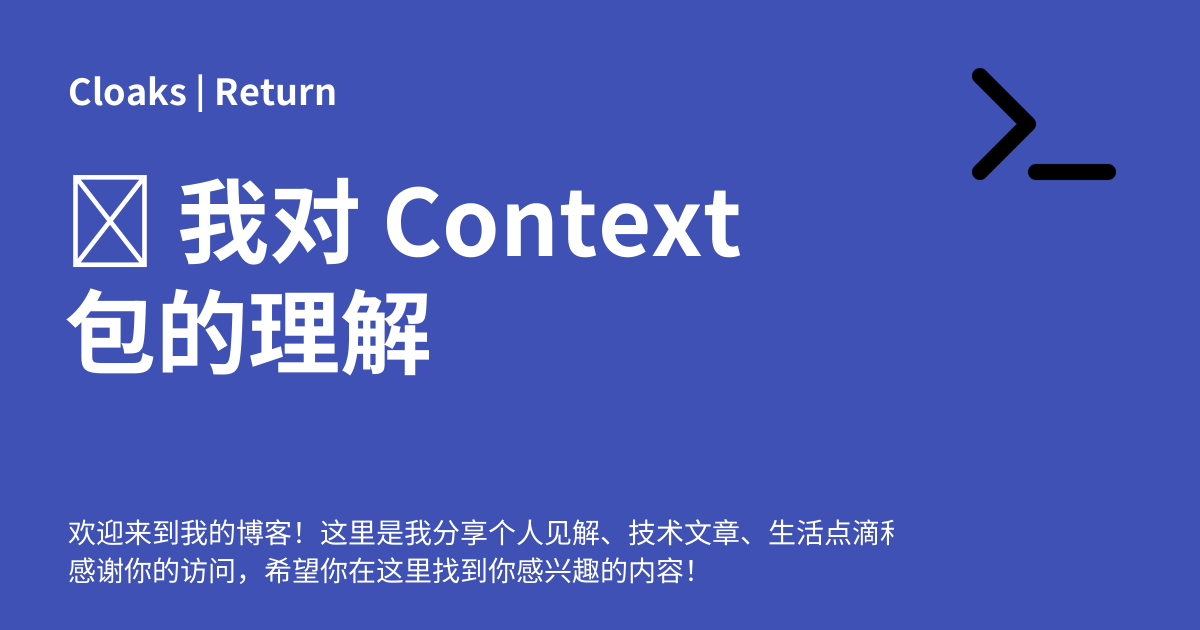 Cloaks | Return
我对 Context
包的理解
欢迎来到我的博客！这里是我分享个人见解、技术文章、生活点滴
感谢你的访问，希望你在这里找到你感兴趣的内容！